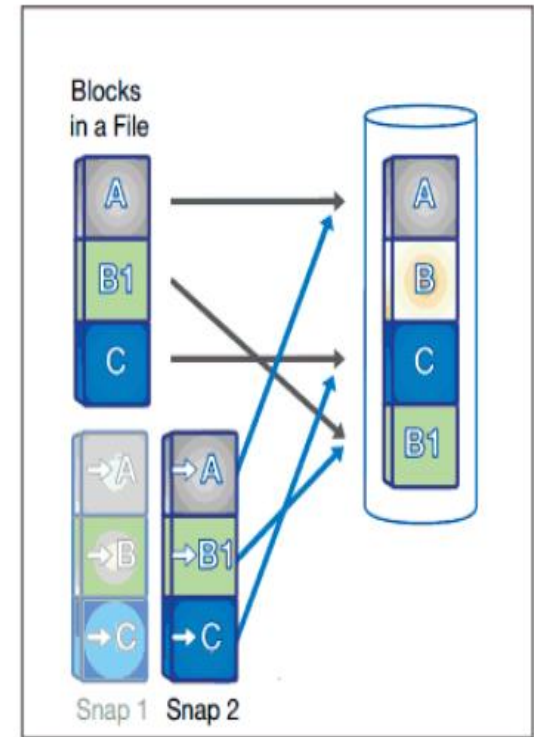 Blocks
in a File
A
B1
C
→A
→B
→C
Snap 1
→A
→B1
→C
Snap 2
A
B
C
B1